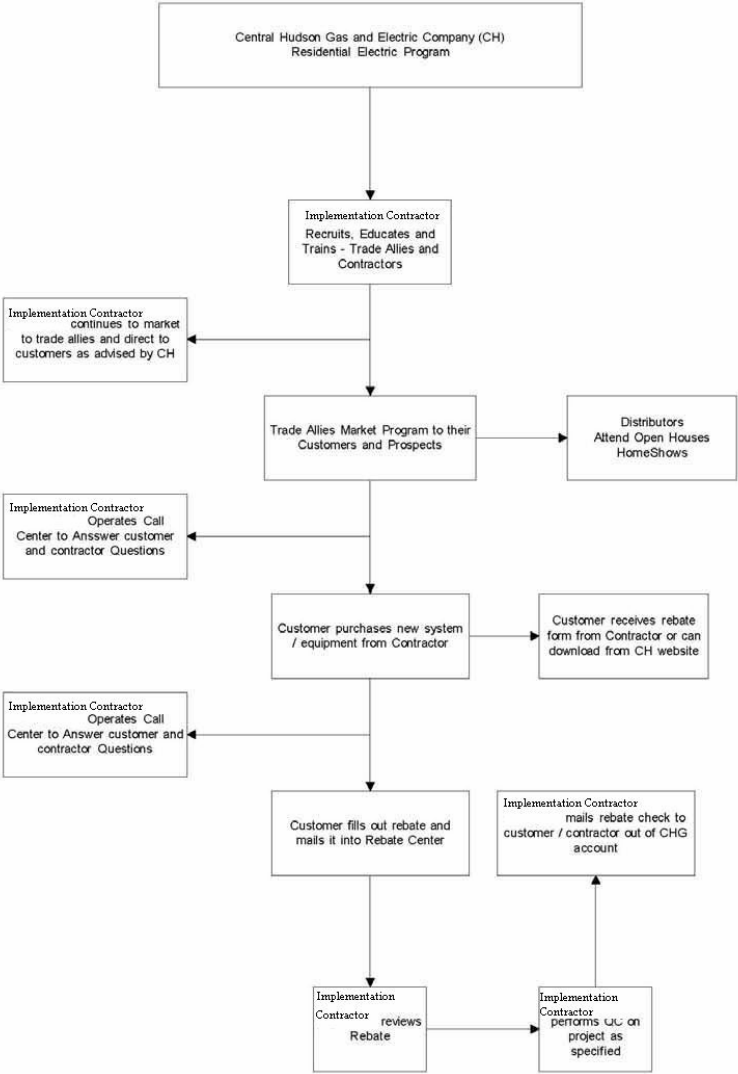 Central Hudson Gas and Electric Company (CH)
Residential Electric Program
Implementation Contractor
Recruits, Educates and
Trains - Trade Allies and
Contractors
Implementation Contractor
continues to market
to trade allies and direct to
customers as advised by CH
Trade Allies Market Program to their
Customers and Prospects
Distributors
Attend Open Houses
HomeShows
Implementation Contractor
Operates Call
Center to Ansswer customer
and contractor Questions
Customer purchases new system
/ equipment from Contractor
Customer receives rebate
form from Contractor or can
download from CH website
Implementation Contractor
Operates Call
Center to Answer customer and
contractor Questions
Customer fills out rebate and
mails it into Rebate Center
Implementation Contractor
mails rebate check to
customer / contractor out of CHG
account
Implementation
Contractor reviews
Rebate
Implementation
Contractor
performs QC on
project as
specified